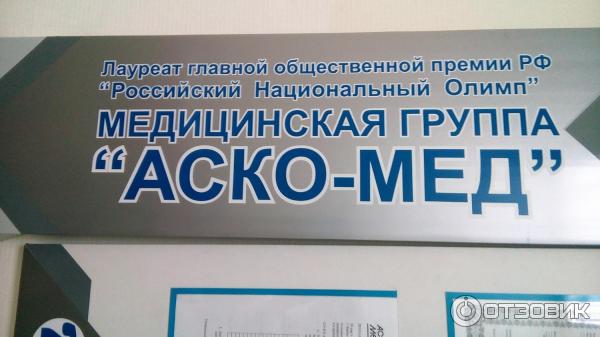 Лауреат главной общественной премии РФ
"Российский Национальный Олимп"
МЕДИЦИНСКАЯ ГРУППА
"АСКО-МЕД"
ОТЗОВИК